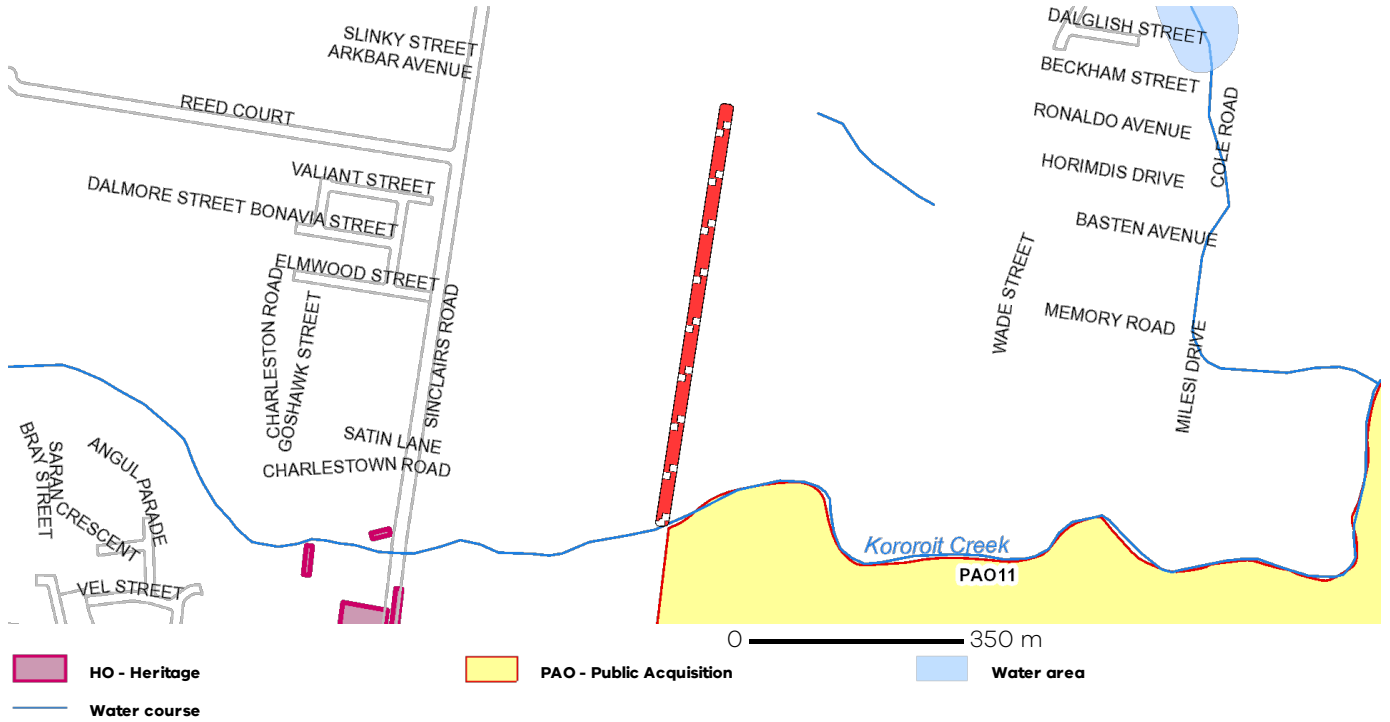 SLINKY STREET
ARKBAR AVENUE
DALGLISH STREET
BECKHAM STREET
REED COURT
RONALDO AVENUE
COLE ROAD
VALIANT STREET
HORIMDIS DRIVE
DALMORE STREET BONAVIA STREET
BASTEN AVENUE
ELMWOOD STREET
CHARLESTON ROAD
GOSHAWK STREET
SINCLAIRS ROAD
WADE STREET
MEMORY ROAD
MILESI DRIVE
SATIN LANE
CHARLESTOWN ROAD
BRAY STREET
SARAN CRESCENT
ANGUL PARADE
VEL STREET
Kororoit Creek
PAO11
0 350 m
HO - Heritage
PAO - Public Acquisition
Water area
Water course